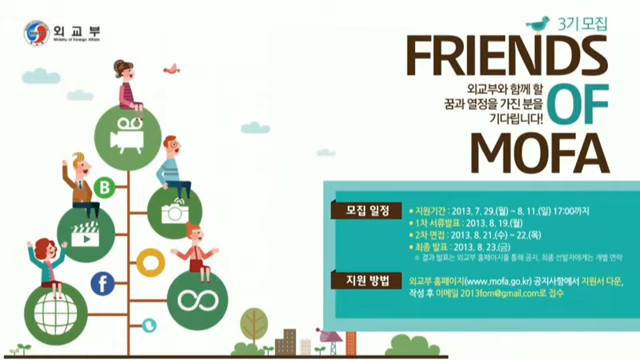 외교부
Ministry of Foreign Affairs
3기 모집
FRIENDS
외교부와 함께 할
꿈과 열정을 가진 분을
기다립니다!
OF
MOFA
B
f
모집 일정
• 지원기간 : 2013. 7. 29.(월) ~ 8. 11.(일) 17:00까지
• 1차 서류발표 : 2013. 8. 19.(월)
• 2차 면접 : 2013. 8. 21.(수) ~ 22.(목)
• 최종 발표 : 2013. 8. 23.(금)
※ 결과 발표는 외교부 홈페이지를 통해 공지, 최종 선발자에게는 개별 연락
지원 방법
외교부 홈페이지(www.mofa.go.kr) 공지사항에서 지원서 다운,
작성 후 이메일 2013fom@gmail.com로 접수